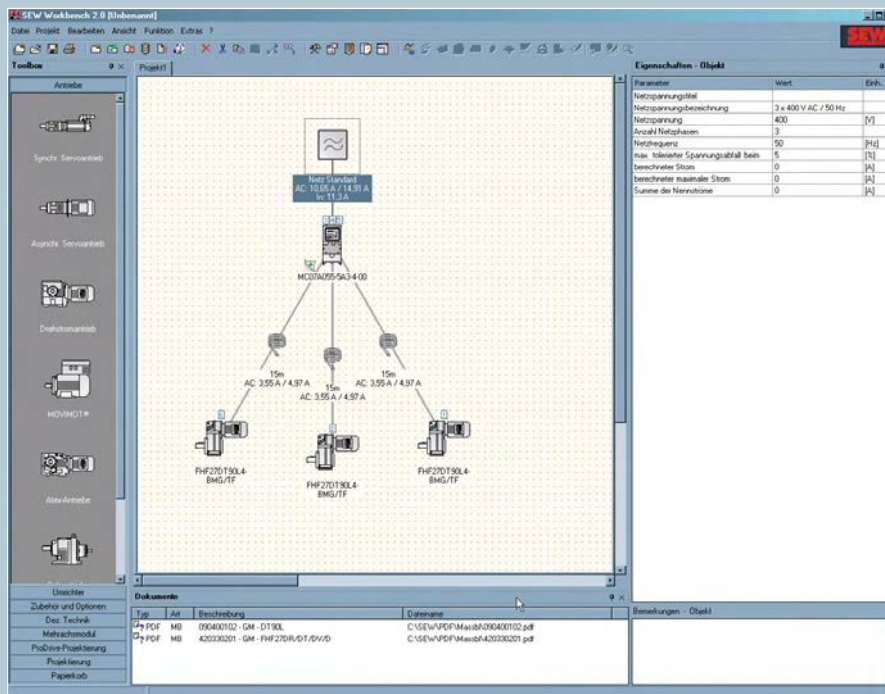 SEW Workbench 2.0 [Unbenannt]
Datei Projekt Bearbeiten Ansicht Funktion Extras ?
SEW
Toolbox
Antriebe
Synchr. Servoantrieb
Asynchr. Servoantrieb
Drehstromantrieb
MOVIMOT®
Atex-Antriebe
Umrichter
Zubehör und Optionen
Dez. Technik
Mehrachsmodul
ProDrive-Projektierung
Projektierung
Papierkorb
Projekt1
Netz Standard
AC: 10,65 A / 14,91 A
In: 11,3 A
MC07A055-5A3-4-00
15m
AC: 3,55 A / 4,97 A
15m
AC: 3,55 A / 4,97 A
15m
AC: 3,55 A / 4,97 A
FHF27DT90L4-
BMG/TF
FHF27DT90L4-
BMG/TF
FHF27DT90L4-
BMG/TF
Eigenschaften - Objekt
Parameter Wert Einh.
Netzspannungstitel
Netzspannungsbezeichnung 3 x 400 V AC / 50 Hz
Netzspannung 400 [V]
Anzahl Netzphasen 3
Netzfrequenz 50 [Hz]
max. tolerierter Spannungsabfall beim 5 [%]
berechneter Strom 0 [A]
berechneter maximaler Strom 0 [A]
Summe der Nennströme 0 [A]
Dokumente
Typ Art Beschreibung Dateiname
PDF MB 090400102 - GM - DT90L C:\SEW\PDF\Massbl\090400102.pdf
PDF MB 420330201 - GM - FHF27DR/DT/DV/D C:\SEW\PDF\Massbl\420330201.pdf
Bemerkungen - Objekt